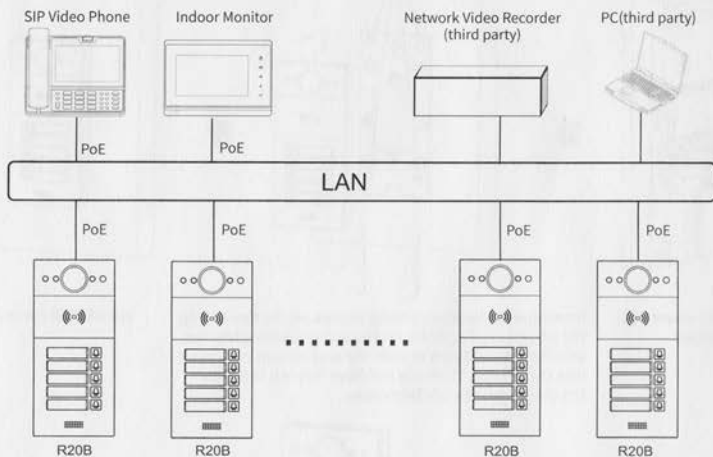 SIP Video Phone
Indoor Monitor
Network Video Recorder
(third party)
PC(third party)
PoE
PoE
LAN
PoE
PoE
PoE
PoE
R20B
R20B
R20B
R20B